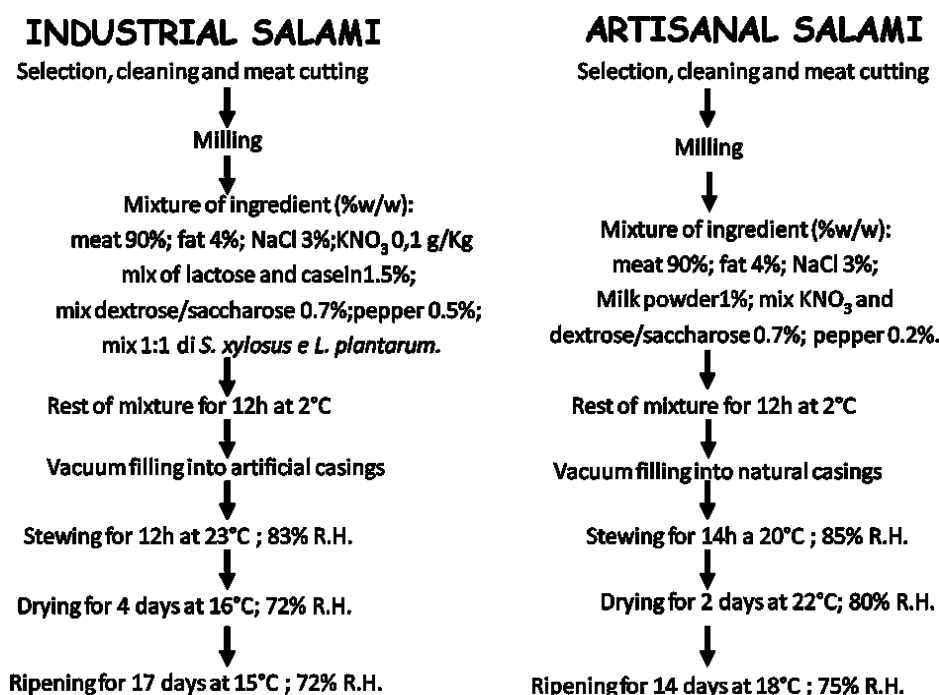 INDUSTRIAL SALAMI
Selection, cleaning and meat cutting
Milling
Mixture of ingredient (%w/w):
meat 90%; fat 4%; NaCl 3%;KNO₃ 0,1 g/Kg
mix of lactose and casein1.5%;
mix dextrose/saccharose 0.7%;pepper 0.5%;
mix 1:1 di S. xylosus e L. plantarum.
Rest of mixture for 12h at 2°C
Vacuum filling into artificial casings
Stewing for 12h at 23°C ; 83% R.H.
Drying for 4 days at 16°C; 72% R.H.
Ripening for 17 days at 15°C ; 72% R.H.
ARTISANAL SALAMI
Selection, cleaning and meat cutting
Milling
Mixture of ingredient (%w/w):
meat 90%; fat 4%; NaCl 3%;
Milk powder1%; mix KNO₃ and
dextrose/saccharose 0.7%; pepper 0.2%.
Rest of mixture for 12h at 2°C
Vacuum filling into natural casings
Stewing for 14h a 20°C ; 85% R.H.
Drying for 2 days at 22°C; 80% R.H.
Ripening for 14 days at 18°C ; 75% R.H.